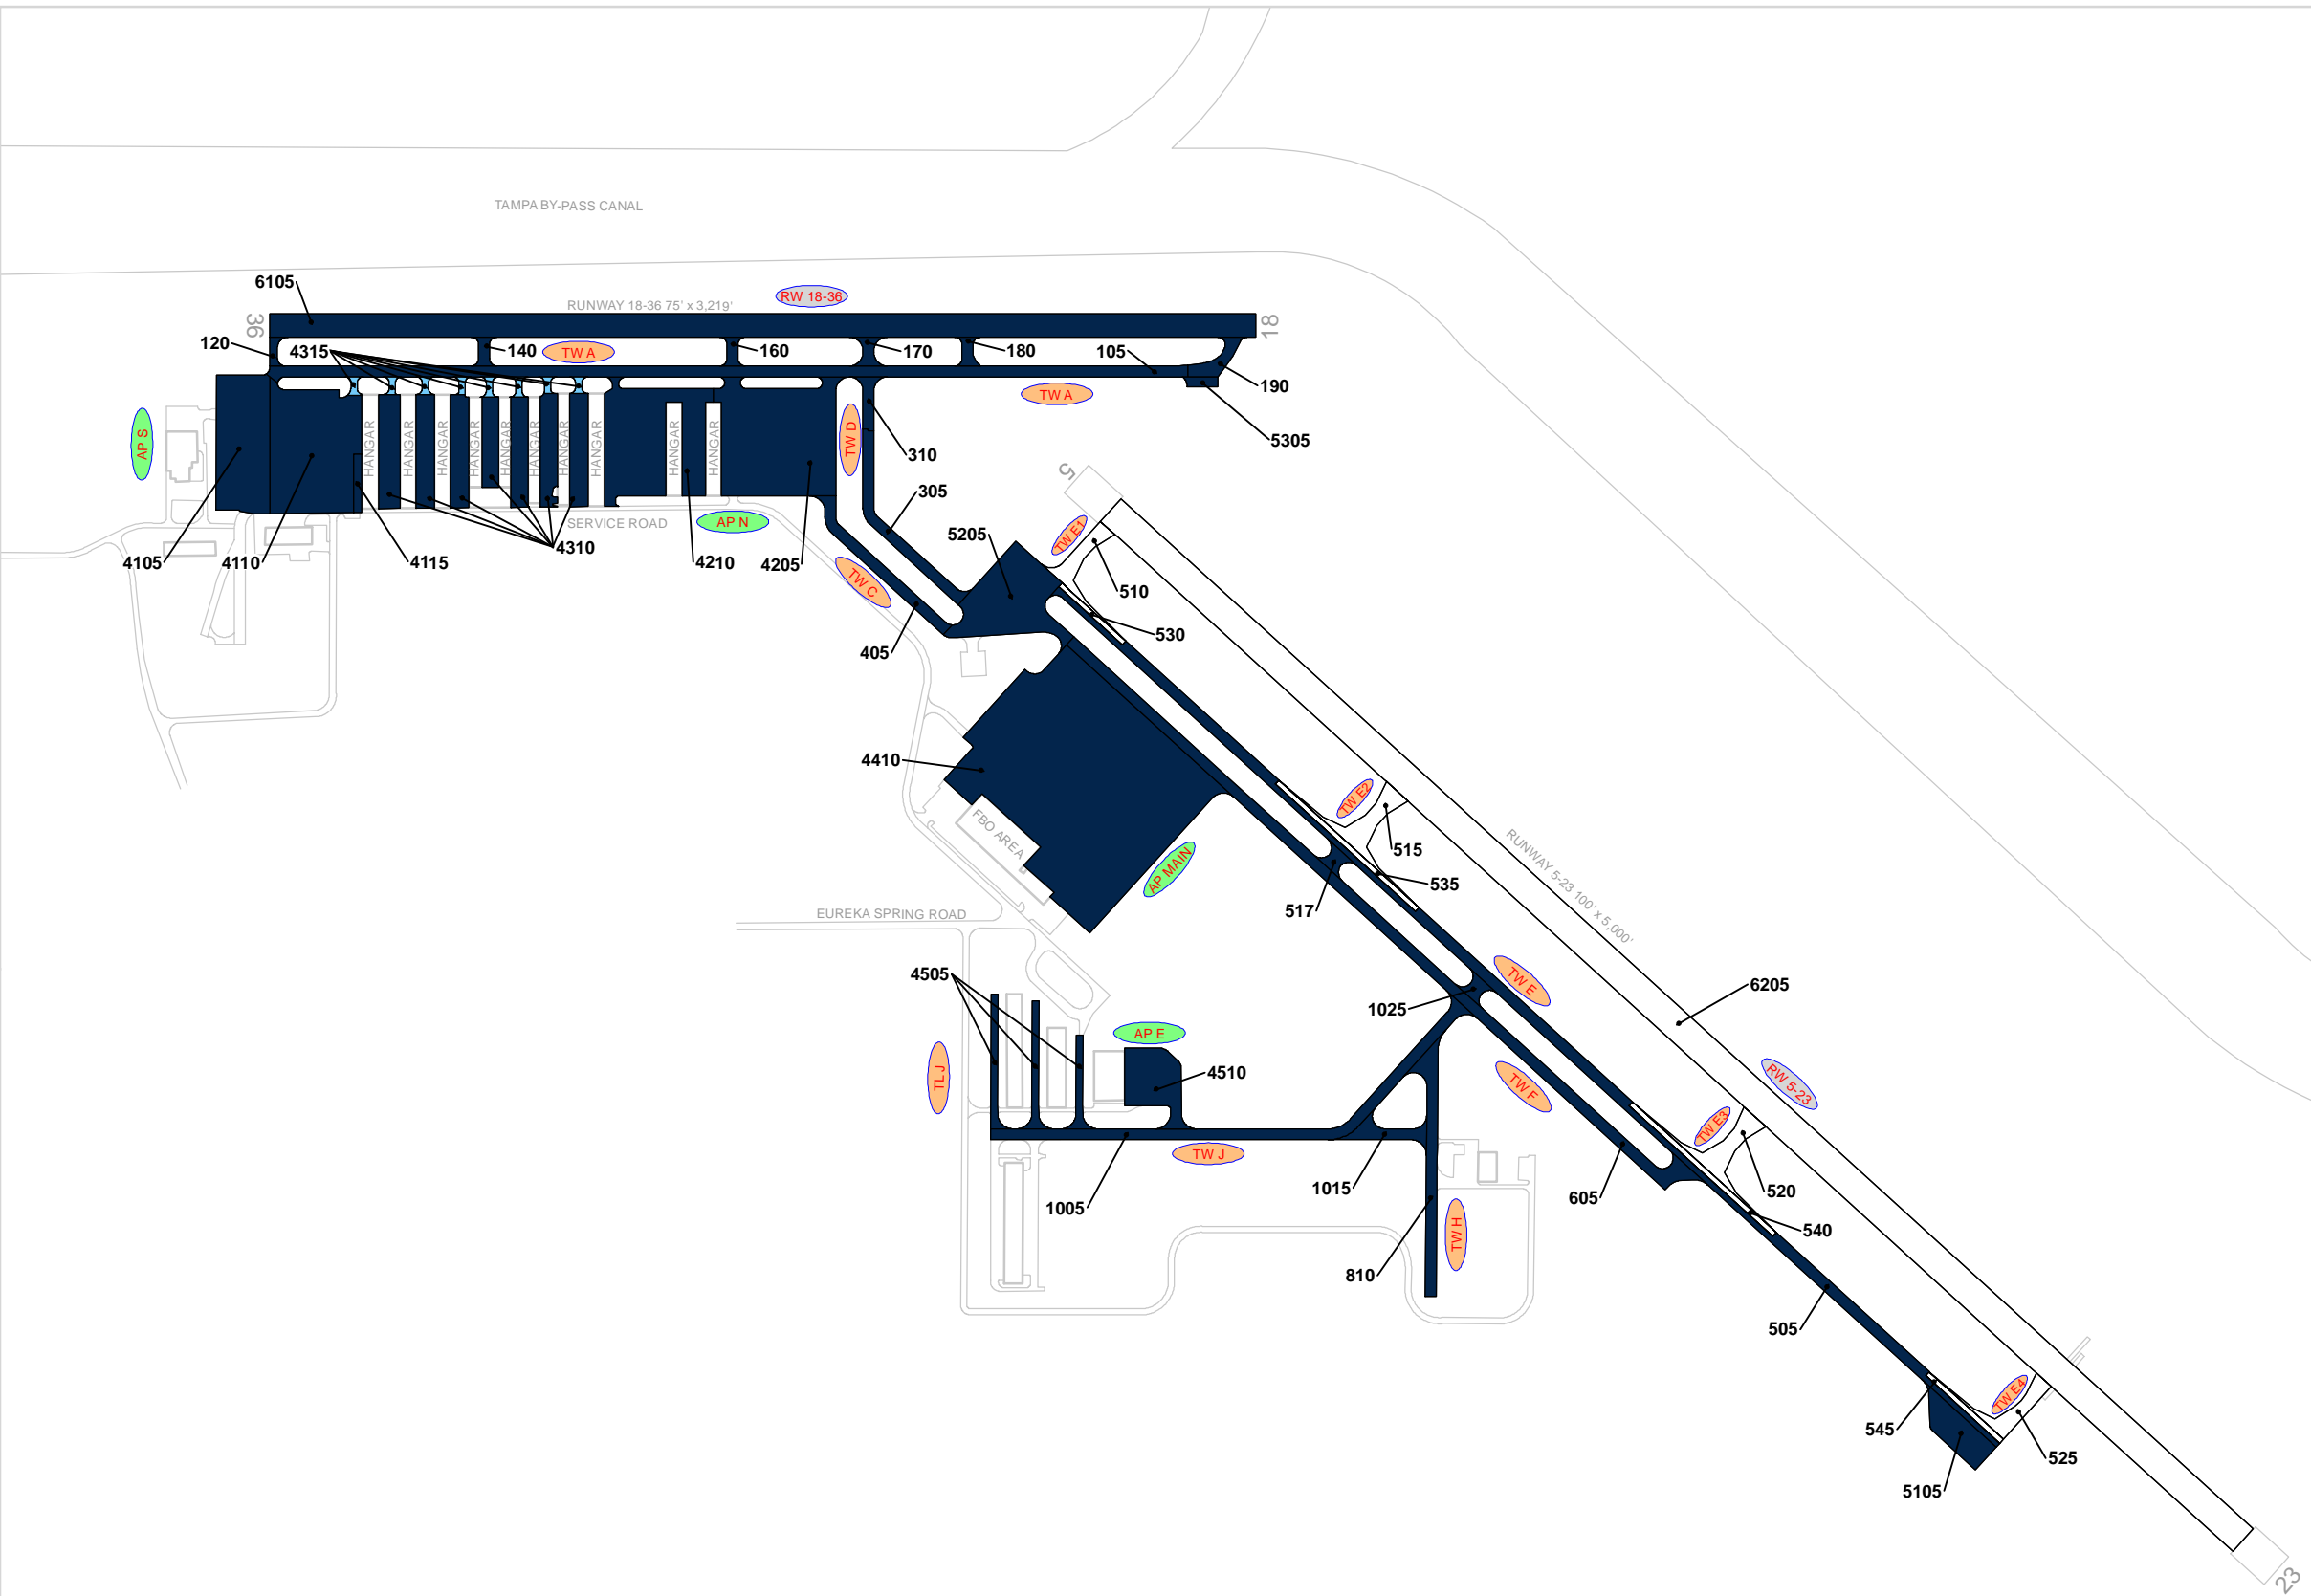 TAMPA BY-PASS CANAL
6105
RW 18-36
RUNWAY 18-36 75' x 3,219'
36
18
120
4315
140
TW A
160
170
180
105
190
TW A
5305
AP S
HANGAR
HANGAR
HANGAR
HANGAR
HANGAR
HANGAR
HANGAR
HANGAR
HANGAR
HANGAR
TW D
310
305
5
SERVICE ROAD
AP N
4105
4110
4115
4310
4210
4205
5205
TW E1
TW C
510
530
405
4410
FBO AREA
AP MAIN
TW E2
515
535
517
RUNWAY 5-23 100' x 5,000'
EUREKA SPRING ROAD
4505
TW E
6205
1025
AP E
TL J
4510
TW F
RW 5-23
TW E3
TW J
1005
1015
605
520
540
TW H
810
505
TW E4
545
525
5105
23